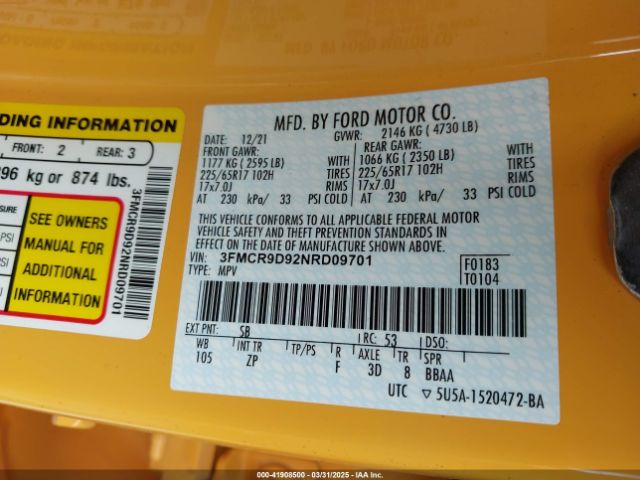 DING INFORMATION
FRONT: 2 REAR: 3
396 kg or 874 lbs.
SEE OWNERS
MANUAL FOR
ADDITIONAL
INFORMATION
3FMCR9D92NRD09701
MFD. BY FORD MOTOR CO.
DATE: 12/21 GVWR: 2146 KG ( 4730 LB)
FRONT GAWR: REAR GAWR:
1177 KG ( 2595 LB) WITH 1066 KG ( 2350 LB) WITH
225/65R17 102H TIRES 225/65R17 102H TIRES
17x7.0J RIMS 17x7.0J RIMS
AT 230 kPa/ 33 PSI COLD AT 230 kPa/ 33 PSI COLD
THIS VEHICLE CONFORMS TO ALL APPLICABLE FEDERAL MOTOR
VEHICLE SAFETY AND THEFT PREVENTION STANDARDS IN
EFFECT ON THE DATE OF MANUFACTURE SHOWN ABOVE.
VIN: 3FMCR9D92NRD09701
TYPE: MPV
F0183
T0104
EXT PNT: SB RC: 53 DSO:
WB INT TR TP/PS R AXLE TR SPR
105 ZP F 3D 8 BBAA
UTC ▽ 5U5A-1520472-BA
000-41908500 — 03/31/2025 — IAA Inc.